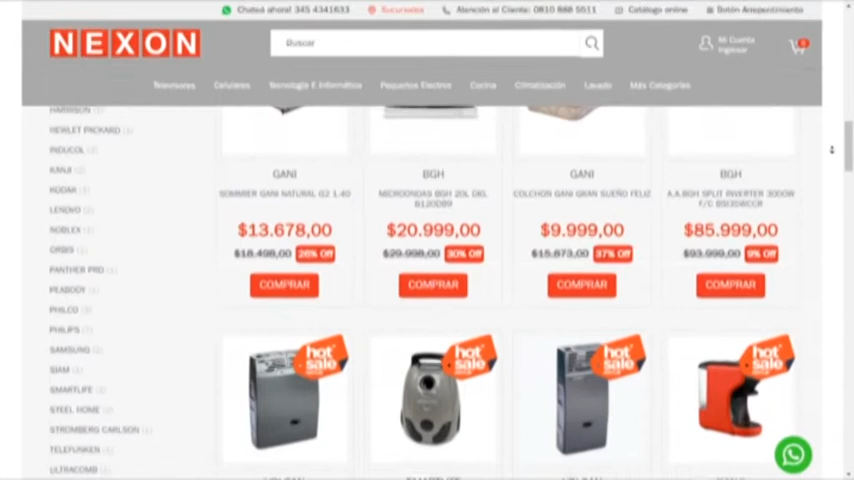 Chateá ahora! 345 4341633 Sucursales Atención al Cliente: 0810 888 5511 Catálogo online Botón Arrepentimiento
NEXON
Buscar
Mi Cuenta
Ingresar
0
Televisores Celulares Tecnología E Informática Pequeños Electro Cocina Climatización Lavado Más Categorías
HEWLET PACKARD
INDUCOL
KANJI
KODAK
LENOVO
NOBLEX
ORBIS
PANTHER PRO
PEABODY
PHILCO
PHILIPS
SAMSUNG
SIAM
SMARTLIFE
STEEL HOME
STROMBERG CARLSON
TELEFUNKEN
ULTRACOMB
GANI
SOMMIER GANI NATURAL G2 1.40
$13.678,00
$18.498,00 26% Off
COMPRAR
BGH
MICROONDAS BGH 20L DIG.
B120DB9
$20.999,00
$29.998,00 30% Off
COMPRAR
GANI
COLCHON GANI GRAN SUEÑO FELIZ
$9.999,00
$15.873,00 37% Off
COMPRAR
BGH
A.A.BGH SPLIT INVERTER 3000W
$85.999,00
$93.999,00 9% Off
COMPRAR
hot
sale
hot
sale
hot
sale
hot
sale